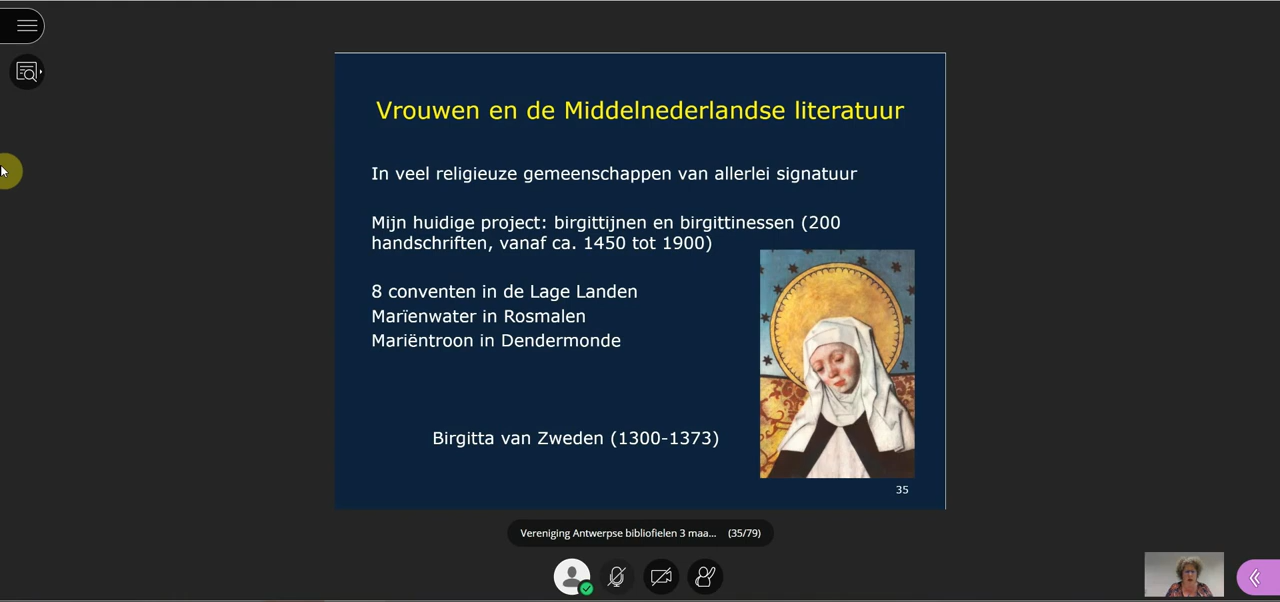 Vrouwen en de Middelnederlandse literatuur
In veel religieuze gemeenschappen van allerlei signatuur
Mijn huidige project: birgittijnen en birgittinessen (200
handschriften, vanaf ca. 1450 tot 1900)
8 conventen in de Lage Landen
Marïenwater in Rosmalen
Mariëntroon in Dendermonde
Birgitta van Zweden (1300-1373)
35
Vereniging Antwerpse bibliofielen 3 maa... (35/79)